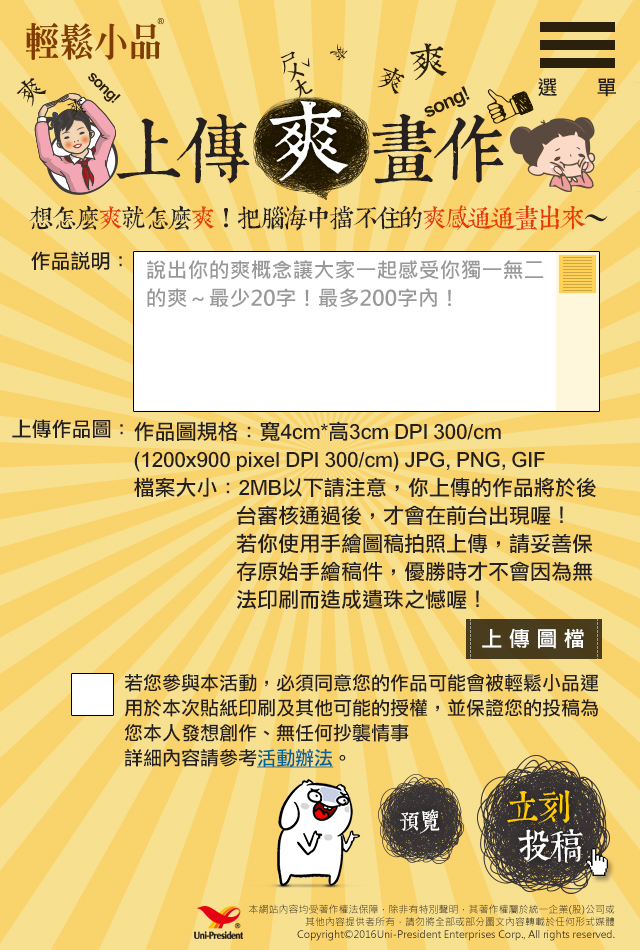 輕鬆小品®
選 單
爽
song!
爽
爽
song!
上傳爽畫作
想怎麼爽就怎麼爽！把腦海中擋不住的爽感通通畫出來～
作品說明：
說出你的爽概念讓大家一起感受你獨一無二
的爽～最少20字！最多200字內！
上傳作品圖：
作品圖規格：寬4cm*高3cm DPI 300/cm
(1200x900 pixel DPI 300/cm) JPG, PNG, GIF
檔案大小：2MB以下請注意，你上傳的作品將於後
台審核通過後，才會在前台出現喔！
若你使用手繪圖稿拍照上傳，請妥善保
存原始手繪稿件，優勝時才不會因為無
法印刷而造成遺珠之憾喔！
上傳圖檔
若您參與本活動，必須同意您的作品可能會被輕鬆小品運
用於本次貼紙印刷及其他可能的授權，並保證您的投稿為
您本人發想創作、無任何抄襲情事
詳細內容請參考活動辦法。
預覽
立刻
投稿
Uni-President
本網站內容均受著作權法保障，除非有特別聲明，其著作權屬於統一企業(股)公司或
其他內容提供者所有，請勿將全部或部分圖文內容轉載於任何形式媒體
Copyright©2016Uni-President Enterprises Corp, All rights reserved.